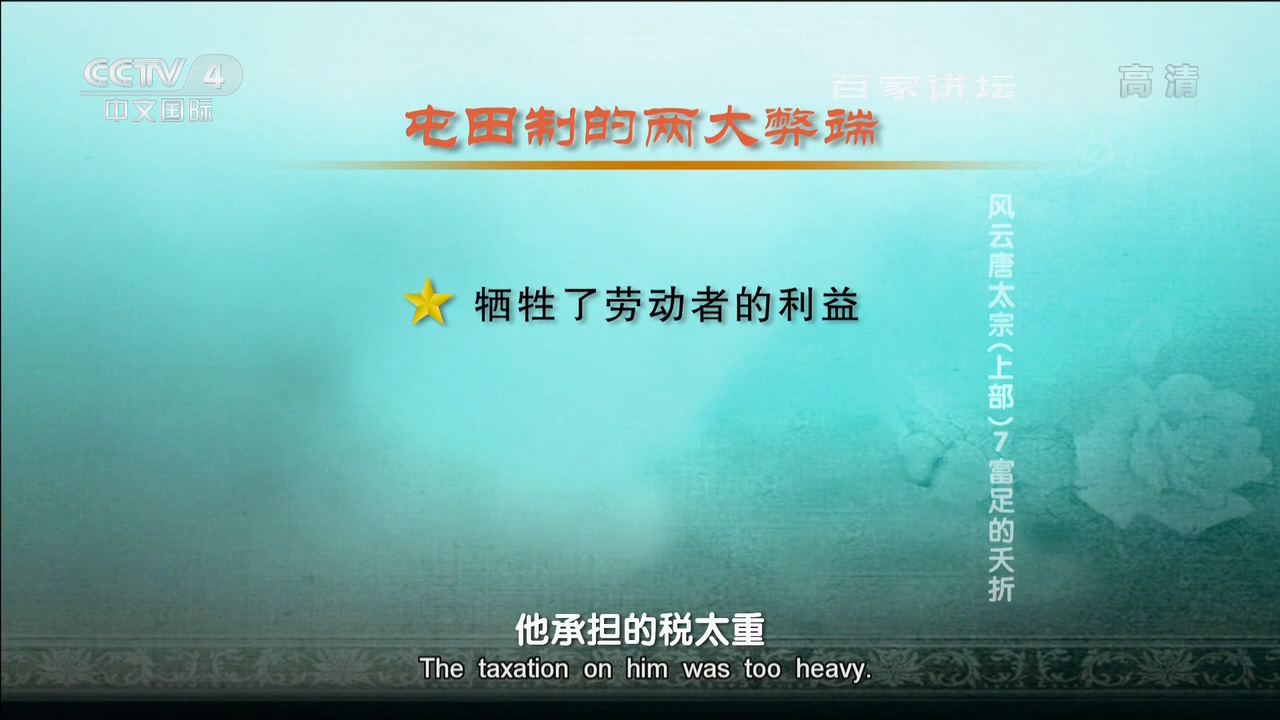 CCTV 4
中文国际
百家讲坛
高清
屯田制的两大弊端
牺牲了劳动者的利益
风云唐太宗（上部）7 富足的夭折
他承担的税太重
The taxation on him was too heavy.